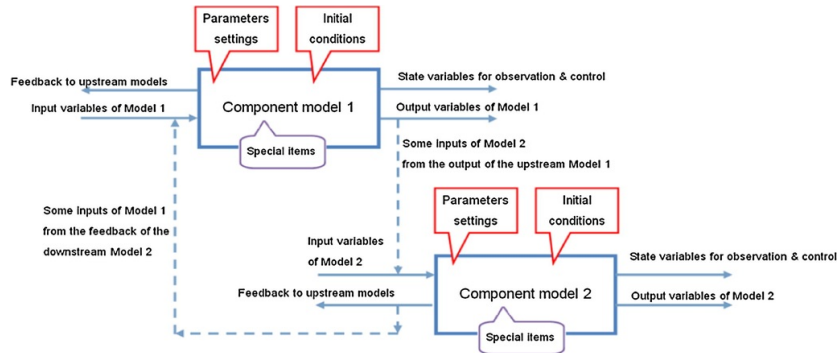 Parameters
settings
Initial
conditions
Feedback to upstream models
State variables for observation & control
Input variables of Model 1
Component model 1
Output variables of Model 1
Special items
Some Inputs of Model 2
from the output of the upstream Model 1
Parameters
settings
Initial
conditions
Some Inputs of Model 1
from the feedback of the
downstream Model 2
Input variables
of Model 2
State variables for observation & control
Feedback to upstream models
Component model 2
Output variables of Model 2
Special items